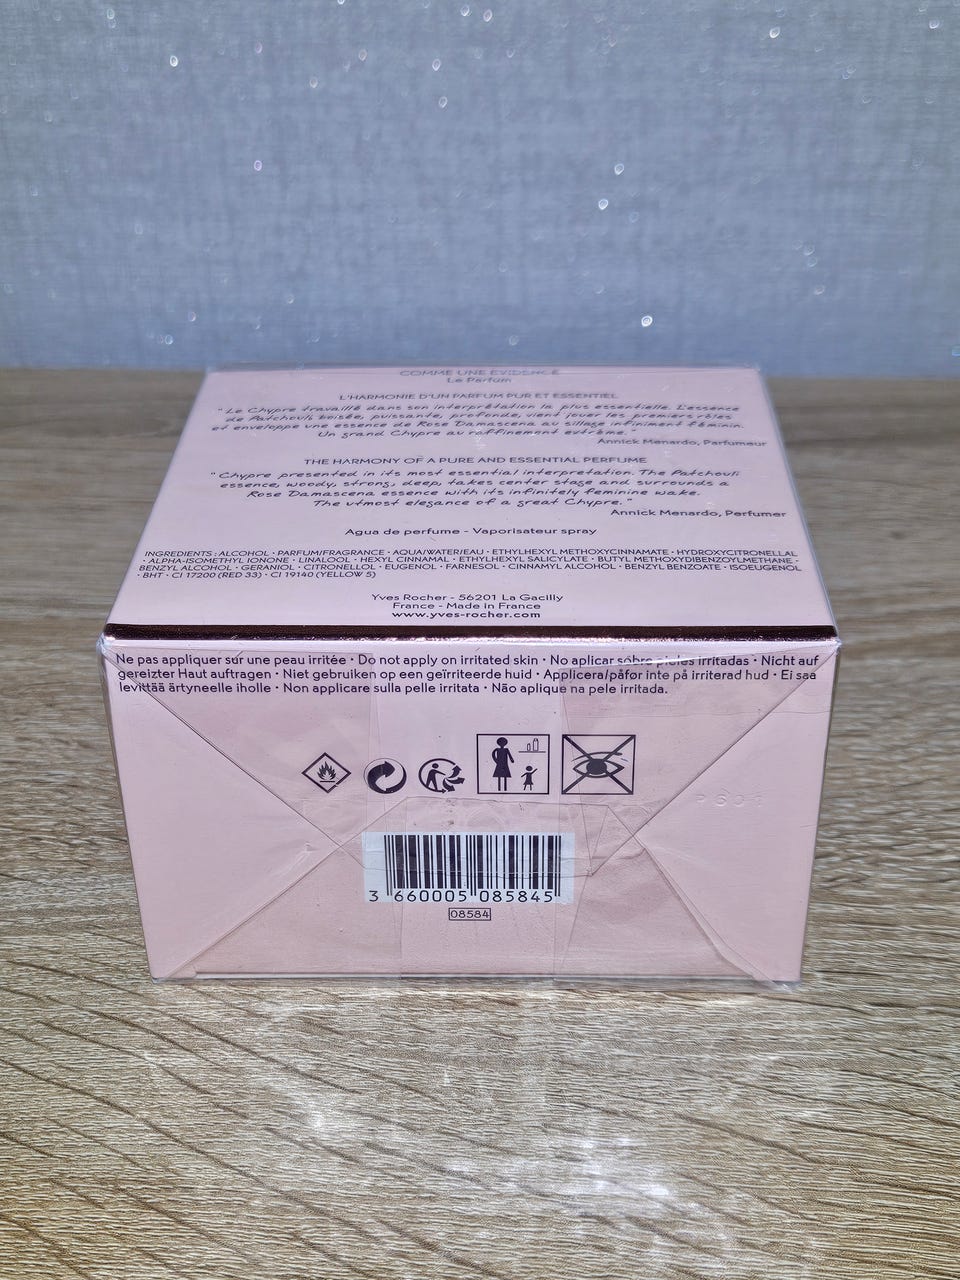 COMME UNE EVIDENCE
Le Parfum
L'HARMONIE D'UN PARFUM PUR ET ESSENTIEL
"Le Chypre travaillé dans son interprétation la plus essentielle. L'essence
de Patchouli boisée, puissante, profonde, vient jouer les premiers rôles
et enveloppe une essence de Rose Damascena au sillage infiniment féminin.
Un grand Chypre au raffinement extrême."
Annick Menardo, Parfumeur
THE HARMONY OF A PURE AND ESSENTIAL PERFUME
"Chypre presented in its most essential interpretation. The Patchouli
essence, woody, strong, deep, takes center stage and surrounds a
Rose Damascena essence with its infinitely feminine wake.
The utmost elegance of a great Chypre."
Annick Menardo, Perfumer
Agua de perfume - Vaporisateur spray
INGREDIENTS : ALCOHOL · PARFUM/FRAGRANCE · AQUA/WATER/EAU · ETHYLHEXYL METHOXYCINNAMATE · HYDROXYCITRONELLAL
· ALPHA-ISOMETHYL IONONE · LINALOOL · HEXYL CINNAMAL · ETHYLHEXYL SALICYLATE · BUTYL METHOXYDIBENZOYLMETHANE ·
BENZYL ALCOHOL · GERANIOL · CITRONELLOL · EUGENOL · FARNESOL · CINNAMYL ALCOHOL · BENZYL BENZOATE · ISOEUGENOL
· BHT · CI 17200 (RED 33) · CI 19140 (YELLOW 5)
Yves Rocher - 56201 La Gacilly
France - Made in France
www.yves-rocher.com
Ne pas appliquer sur une peau irritée · Do not apply on irritated skin · No aplicar sobre pieles irritadas · Nicht auf
gereizter Haut auftragen · Niet gebruiken op een geïrriteerde huid · Applicera/påfør inte på irriterad hud · Ei saa
levittää ärtyneelle iholle · Non applicare sulla pelle irritata · Não aplique na pele irritada.
3 660005 085845
08584